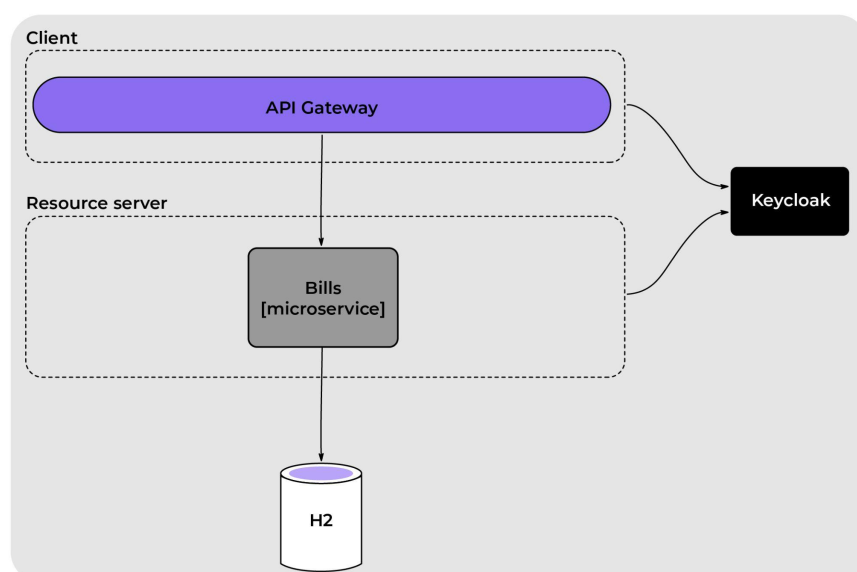 Client
API Gateway
Keycloak
Resource server
Bills
[microservice]
H2